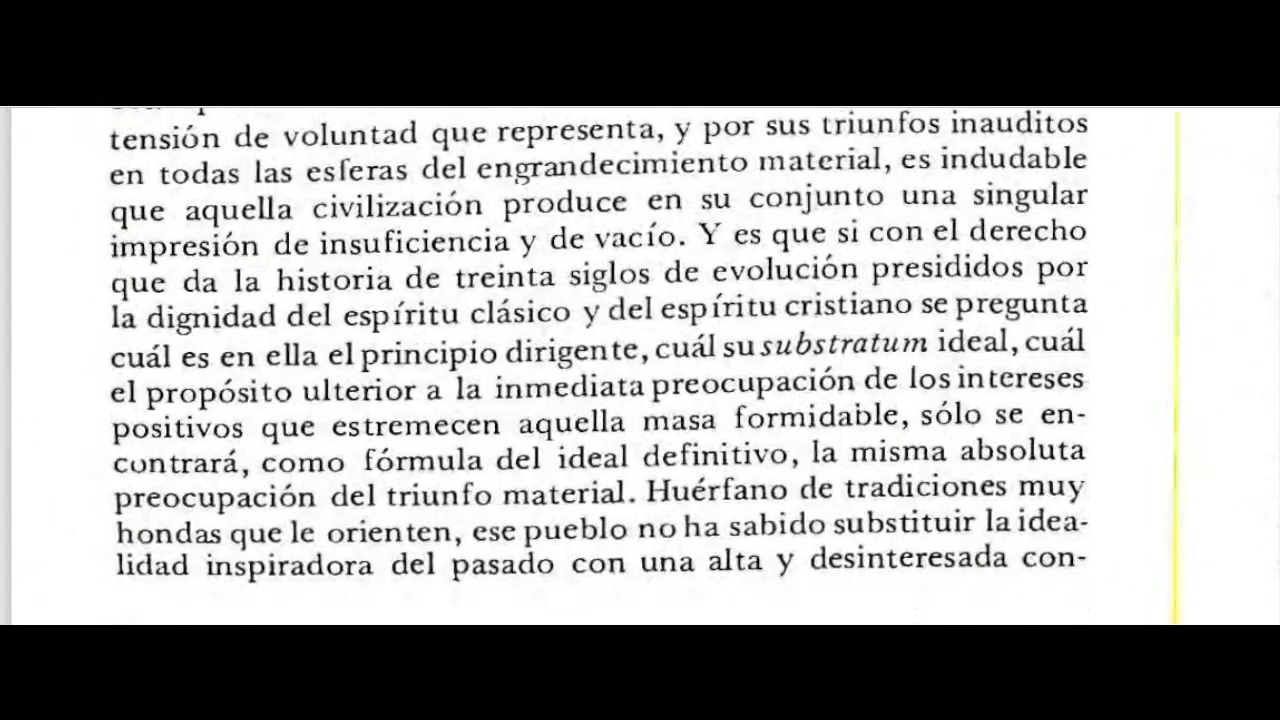 tensión de voluntad que representa, y por sus triunfos inauditos
en todas las esferas del engrandecimiento material, es indudable
que aquella civilización produce en su conjunto una singular
impresión de insuficiencia y de vacío. Y es que si con el derecho
que da la historia de treinta siglos de evolución presididos por
la dignidad del espíritu clásico y del espíritu cristiano se pregunta
cuál es en ella el principio dirigente, cuál su substratum ideal, cuál
el propósito ulterior a la inmediata preocupación de los intereses
positivos que estremecen aquella masa formidable, sólo se en-
contrará, como fórmula del ideal definitivo, la misma absoluta
preocupación del triunfo material. Huérfano de tradiciones muy
hondas que le orienten, ese pueblo no ha sabido substituir la idea-
lidad inspiradora del pasado con una alta y desinteresada con-